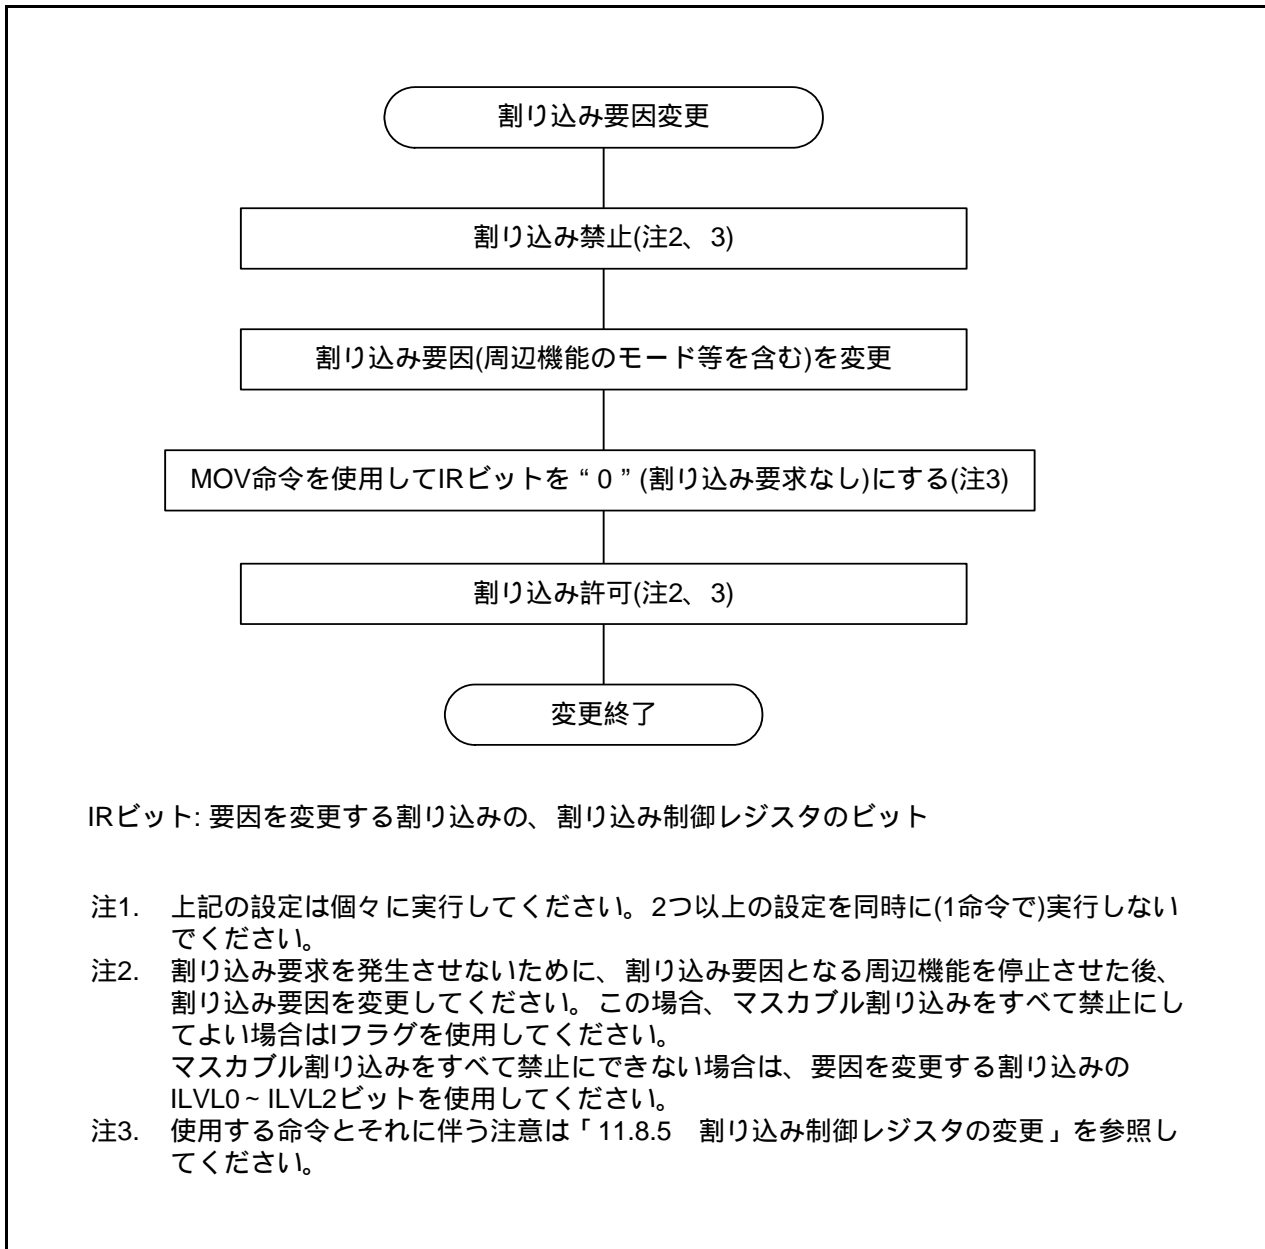 割り込み要因変更
割り込み禁止(注2、3)
割り込み要因(周辺機能のモード等を含む)を変更
MOV命令を使用してIRビットを“0”(割り込み要求なし)にする(注3)
割り込み許可(注2、3)
変更終了
IRビット: 要因を変更する割り込みの、割り込み制御レジスタのビット
注1. 上記の設定は個々に実行してください。2つ以上の設定を同時に(1命令で)実行しない
でください。
注2. 割り込み要求を発生させないために、割り込み要因となる周辺機能を停止させた後、
割り込み要因を変更してください。この場合、マスカブル割り込みをすべて禁止にし
てよい場合はIフラグを使用してください。
マスカブル割り込みをすべて禁止にできない場合は、要因を変更する割り込みの
ILVL0~ILVL2ビットを使用してください。
注3. 使用する命令とそれに伴う注意は「11.8.5 割り込み制御レジスタの変更」を参照し
てください。